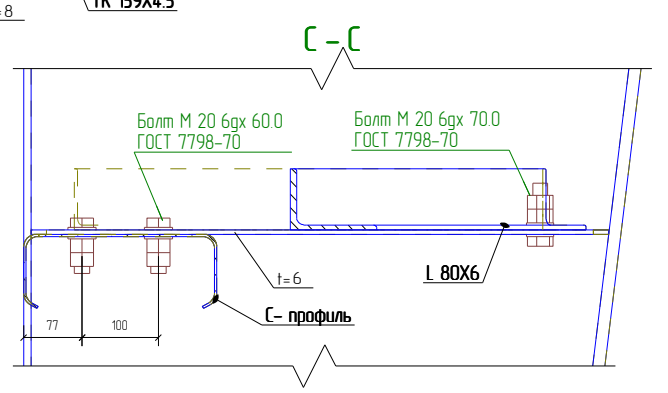 =8
ТК 159X4.5
С - С
Болт М 20 6gx 60.0
ГОСТ 7798-70
Болт М 20 6gx 70.0
ГОСТ 7798-70
t=6
L 80X6
С- профиль
77
100